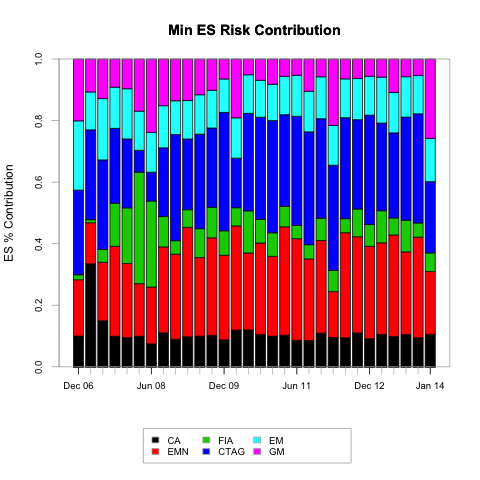 Min ES Risk Contribution
ES % Contribution
1.0
0.8
0.6
0.4
0.2
0.0
Dec 06 Jun 08 Dec 09 Jun 11 Dec 12 Jan 14
CA FIA EM
EMN CTAG GM